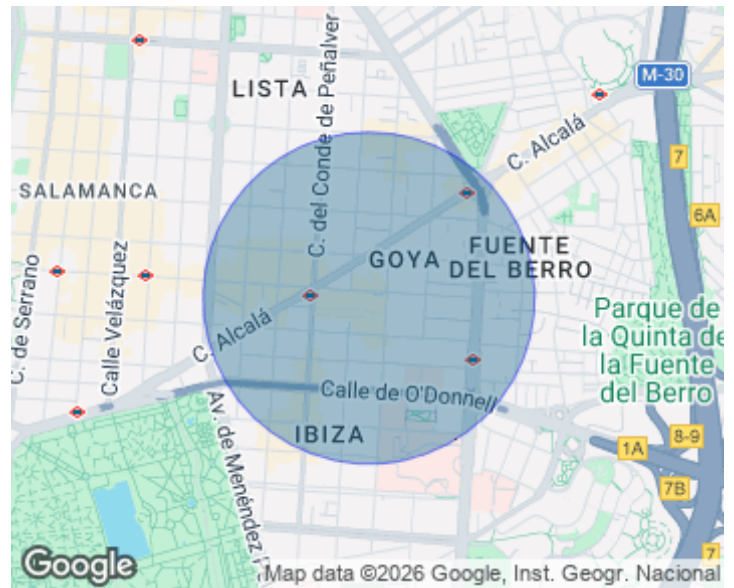 LISTA
C. del Conde de Peñalver
M-30
C. Alcalá
7
SALAMANCA
6A
GOYA
FUENTE
DEL BERRO
C. de Serrano
Calle Velázquez
C. Alcalá
Parque de
la Quinta de
la Fuente
del Berro
Calle de O'Donnell
Av. de Menéndez
IBIZA
8-9
1A
7B
7
Google
Map data ©2026 Google, Inst. Geogr. Nacional